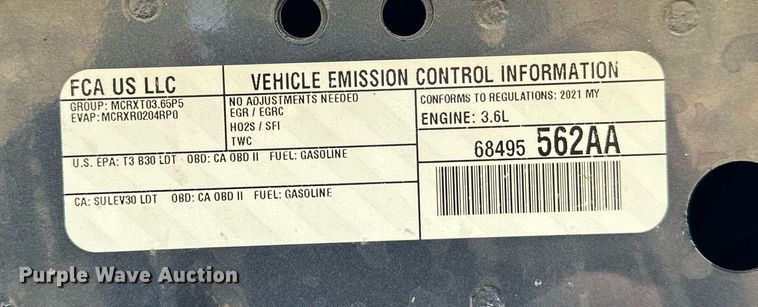 FCA US LLC
VEHICLE EMISSION CONTROL INFORMATION
GROUP: MCRXT03.65P5
EVAP: MCRXR0204RP0
NO ADJUSTMENTS NEEDED
EGR / EGRC
HO2S / SFI
TWC
CONFORMS TO REGULATIONS: 2021 MY
ENGINE: 3.6L
U.S. EPA: T3 B30 LDT OBD: CA OBD II FUEL: GASOLINE
68495 562AA
CA: SULEV30 LDT OBD: CA OBD II FUEL: GASOLINE
Purple Wave Auction